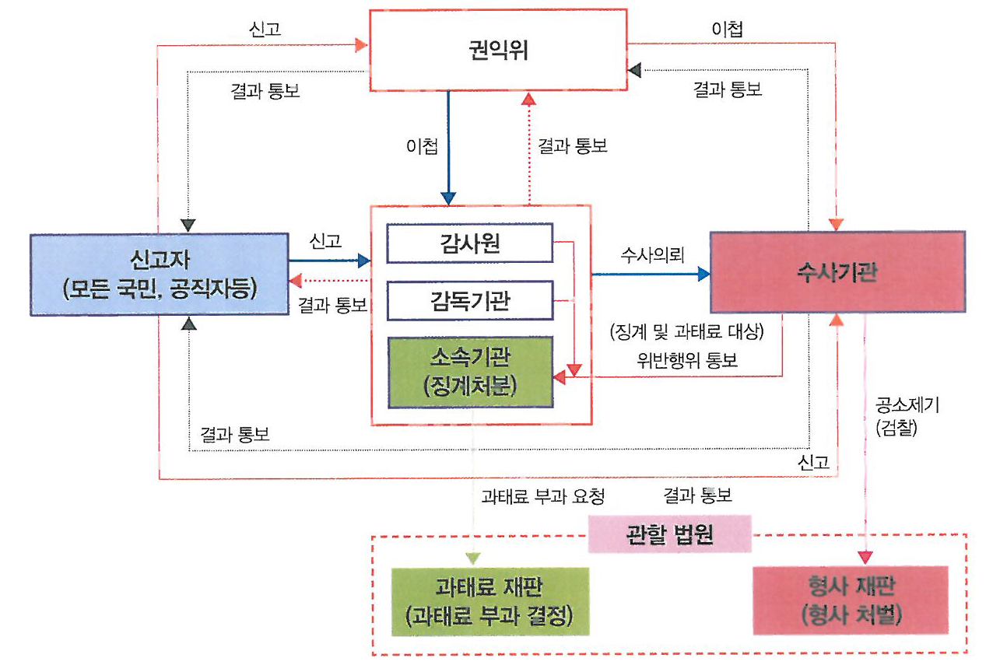 신고
권익위
이첩
결과 통보
결과 통보
이첩
결과 통보
신고자
(모든 국민, 공직자등)
신고
결과 통보
감사원
감독기관
소속기관
(징계처분)
수사의뢰
수사기관
(징계 및 과태료 대상)
위반행위 통보
공소제기
(검찰)
결과 통보
신고
과태료 부과 요청
결과 통보
관할 법원
과태료 재판
(과태료 부과 결정)
형사 재판
(형사 처벌)